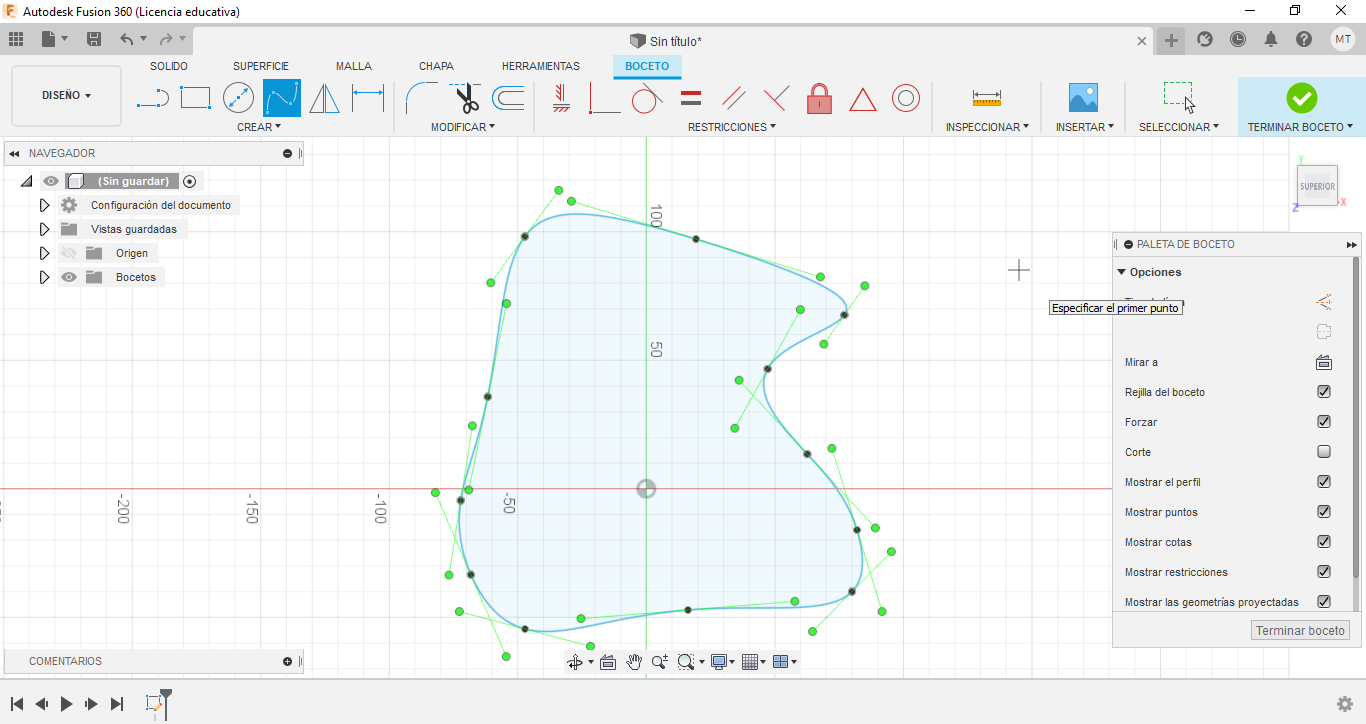 Autodesk Fusion 360 (Licencia educativa)
Sin título*
MT
DISEÑO
SOLIDO SUPERFICIE MALLA CHAPA HERRAMIENTAS BOCETO
CREAR MODIFICAR RESTRICCIONES INSPECCIONAR INSERTAR SELECCIONAR TERMINAR BOCETO
NAVEGADOR
(Sin guardar)
Configuración del documento
Vistas guardadas
Origen
Bocetos
100
50
-200
-150
-100
-50
Y
SUPERIOR
Z
X
PALETA DE BOCETO
Opciones
Especificar el primer punto
Mirar a
Rejilla del boceto
Forzar
Corte
Mostrar el perfil
Mostrar puntos
Mostrar cotas
Mostrar restricciones
Mostrar las geometrías proyectadas
Terminar boceto
COMENTARIOS